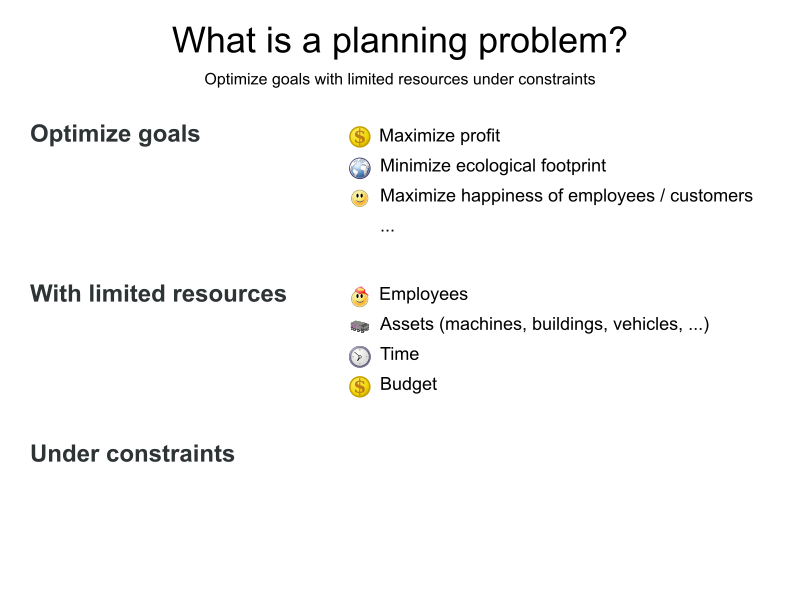 What is a planning problem?
Optimize goals with limited resources under constraints
Optimize goals
Maximize profit
Minimize ecological footprint
Maximize happiness of employees / customers
...
With limited resources
Employees
Assets (machines, buildings, vehicles, ...)
Time
Budget
Under constraints